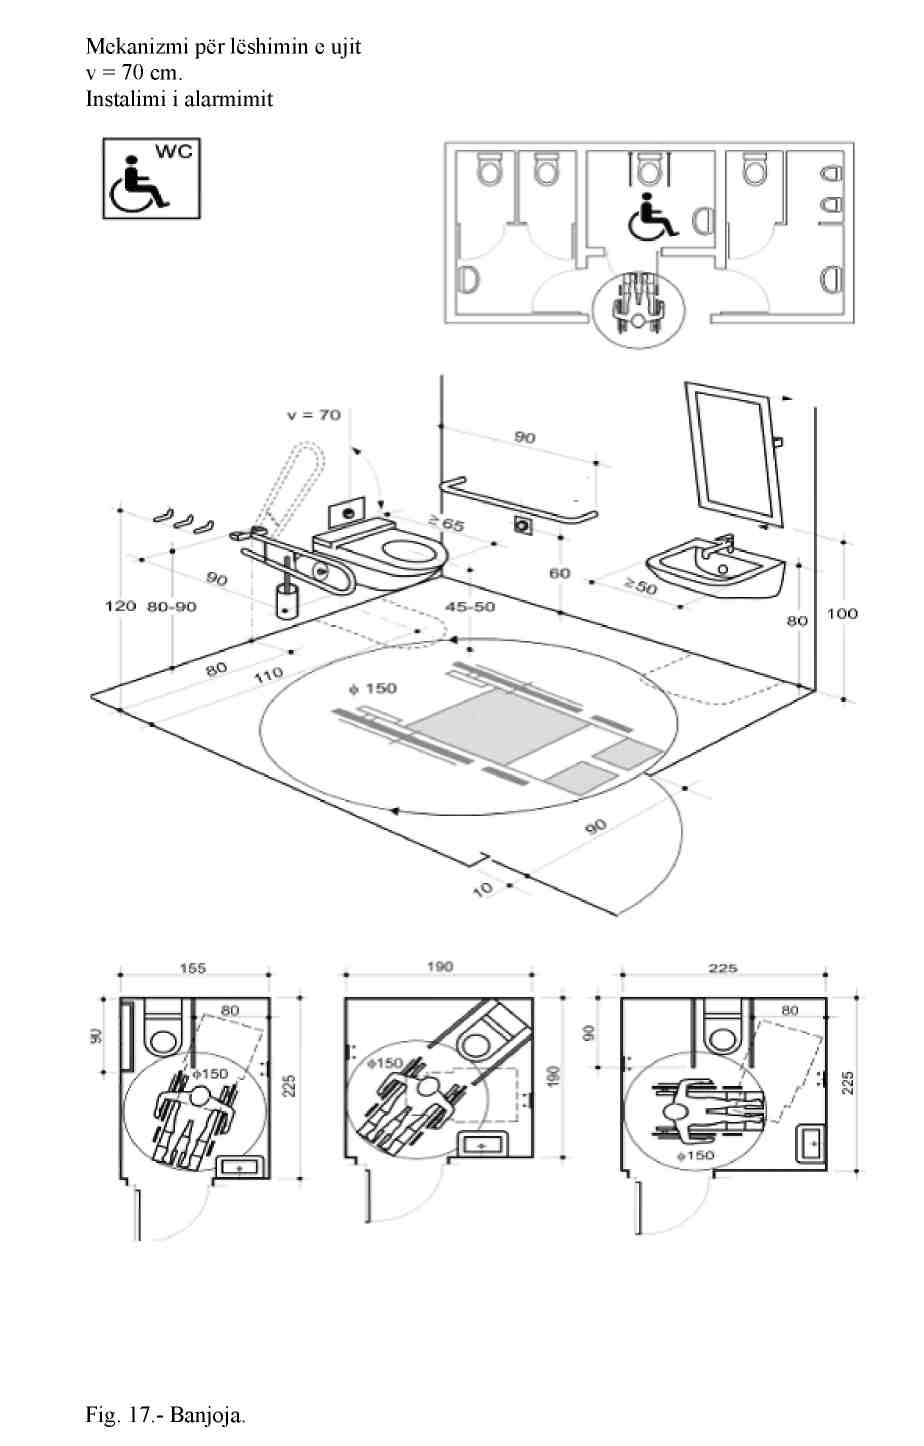 Mekanizmi për lëshimin e ujit
v = 70 cm.
Instalimi i alarmimit
WC
v = 70
90
≥ 65
90
60
≥50
120 80-90
45-50
80
100
80
110
ϕ 150
90
10
155
190
225
80
90
ϕ150
225
ϕ150
190
80
90
ϕ150
225
Fig. 17.- Banjoja.